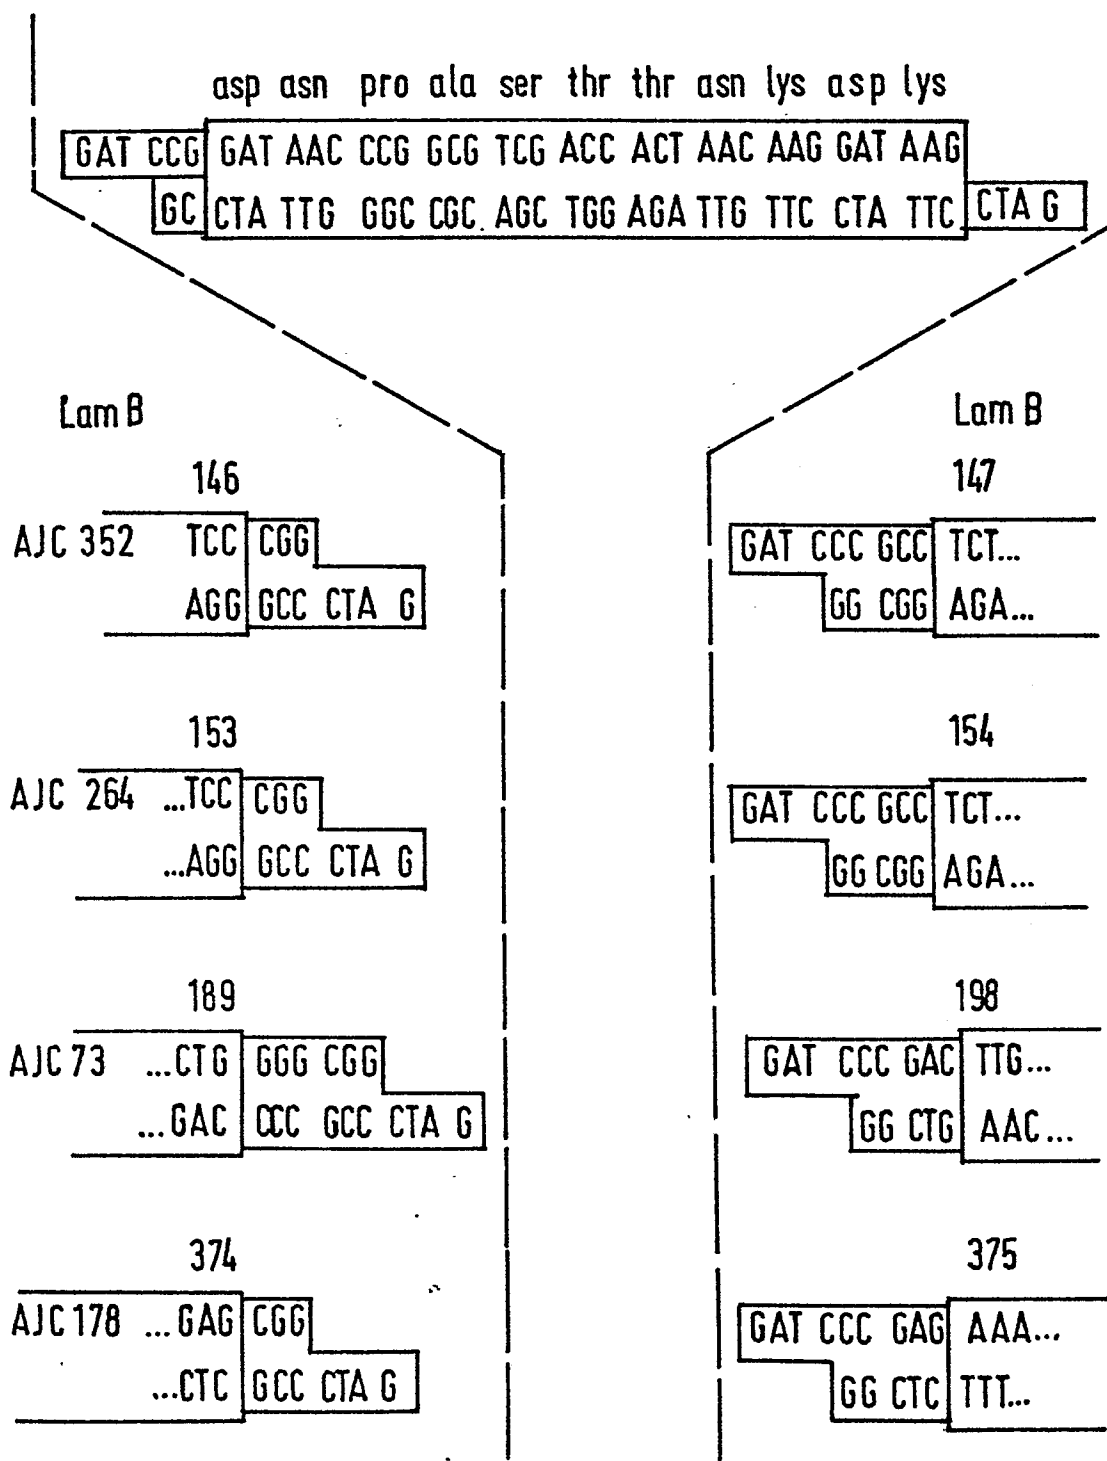 asp asn pro ala ser thr thr asn lys asp lys
GAT CCG GAT AAC CCG GCG TCG ACC ACT AAC AAG GAT AAG
GC CTA TTG GGC CGC AGC TGG AGA TTG TTC CTA TTC CTA G
Lam B Lam B
146 147
AJC 352 TCC CGG GAT CCC GCC TCT...
AGG GCC CTA G GG CGG AGA...
153 154
AJC 264 ...TCC CGG GAT CCC GCC TCT...
...AGG GCC CTA G GG CGG AGA...
189 198
AJC 73 ...CTG GGG CGG GAT CCC GAC TTG...
...GAC CCC GCC CTA G GG CTG AAC...
374 375
AJC 178 ...GAG CGG GAT CCC GAG AAA...
...CTC GCC CTA G GG CTC TTT...